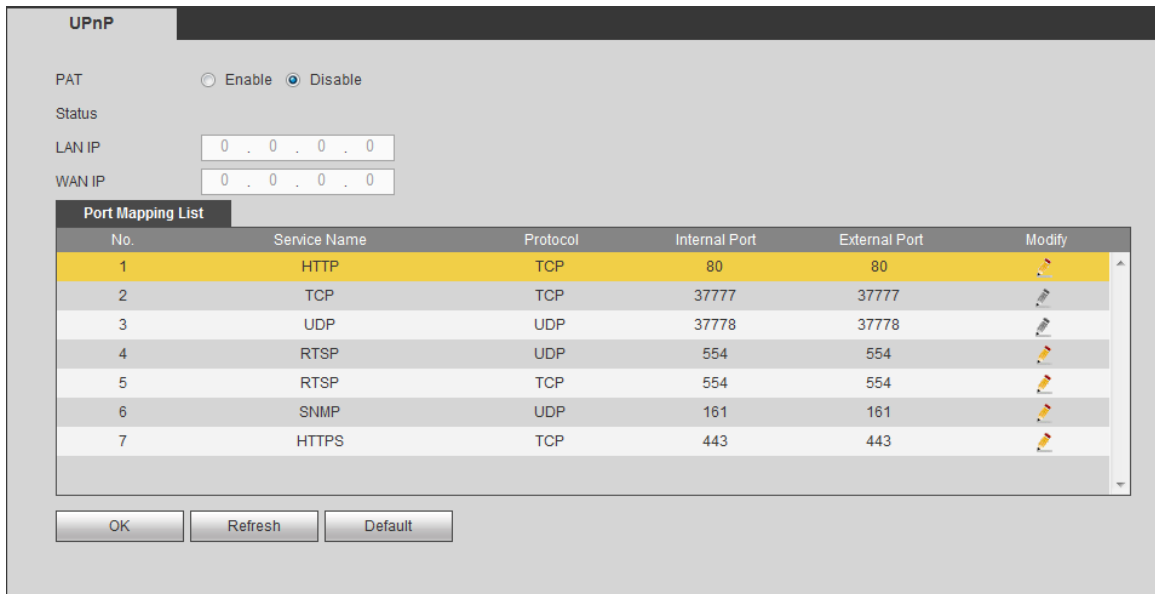 UPnP
PAT Enable Disable
Status
LAN IP 0 . 0 . 0 . 0
WAN IP 0 . 0 . 0 . 0
Port Mapping List
No. Service Name Protocol Internal Port External Port Modify
1 HTTP TCP 80 80
2 TCP TCP 37777 37777
3 UDP UDP 37778 37778
4 RTSP UDP 554 554
5 RTSP TCP 554 554
6 SNMP UDP 161 161
7 HTTPS TCP 443 443
OK Refresh Default